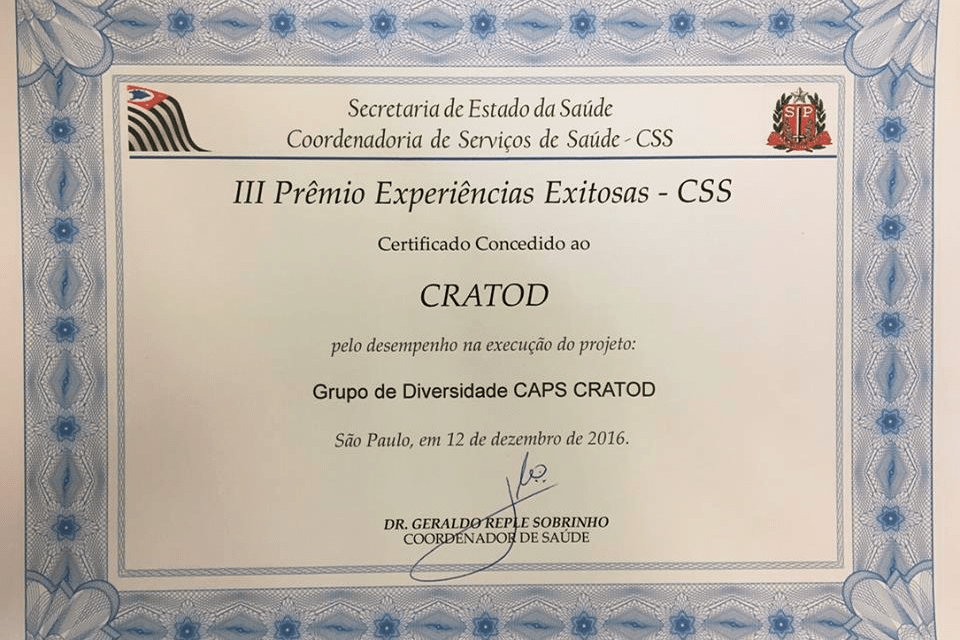 Secretaria de Estado da Saúde
Coordenadoria de Serviços de Saúde - CSS
SP
III Prêmio Experiências Exitosas - CSS
Certificado Concedido ao
CRATOD
pelo desempenho na execução do projeto:
Grupo de Diversidade CAPS CRATOD
São Paulo, em 12 de dezembro de 2016.
DR. GERALDO REPLE SOBRINHO
COORDENADOR DE SAÚDE